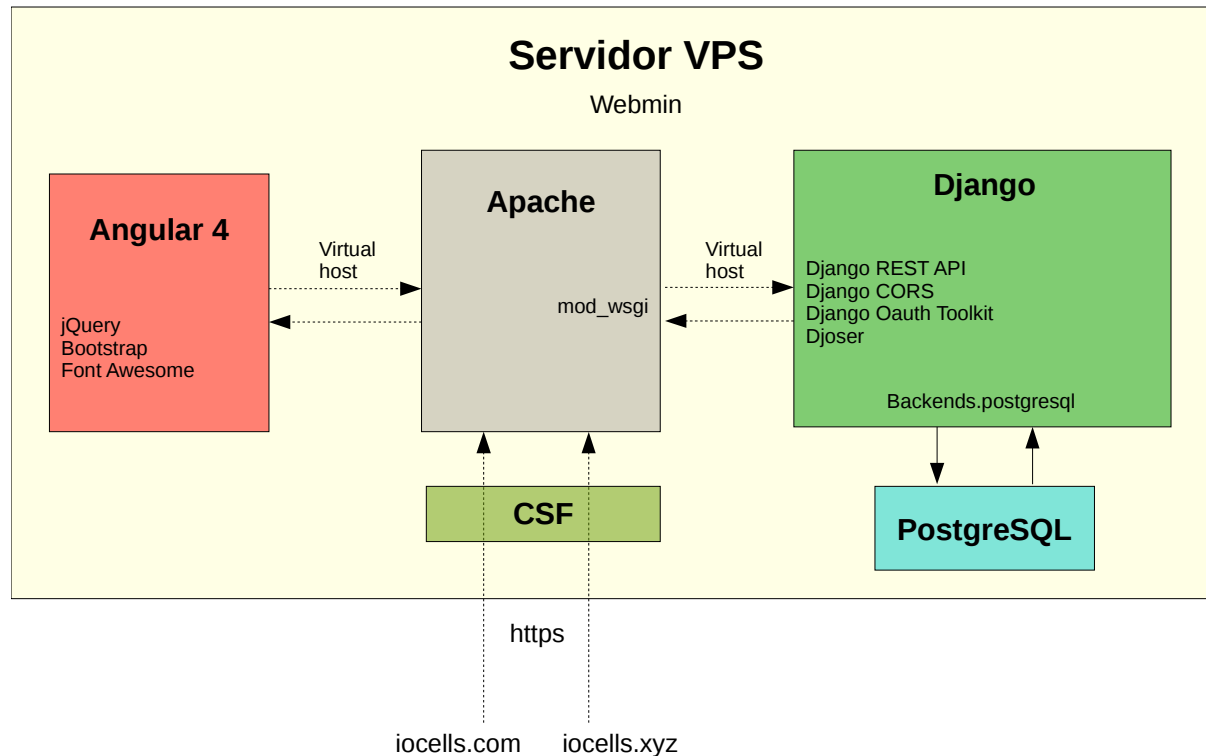 Servidor VPS
Webmin
Angular 4
jQuery
Bootstrap
Font Awesome
Virtual
host
Apache
mod_wsgi
Virtual
host
Django
Django REST API
Django CORS
Django Oauth Toolkit
Djoser
Backends.postgresql
CSF
PostgreSQL
https
iocells.com
iocells.xyz